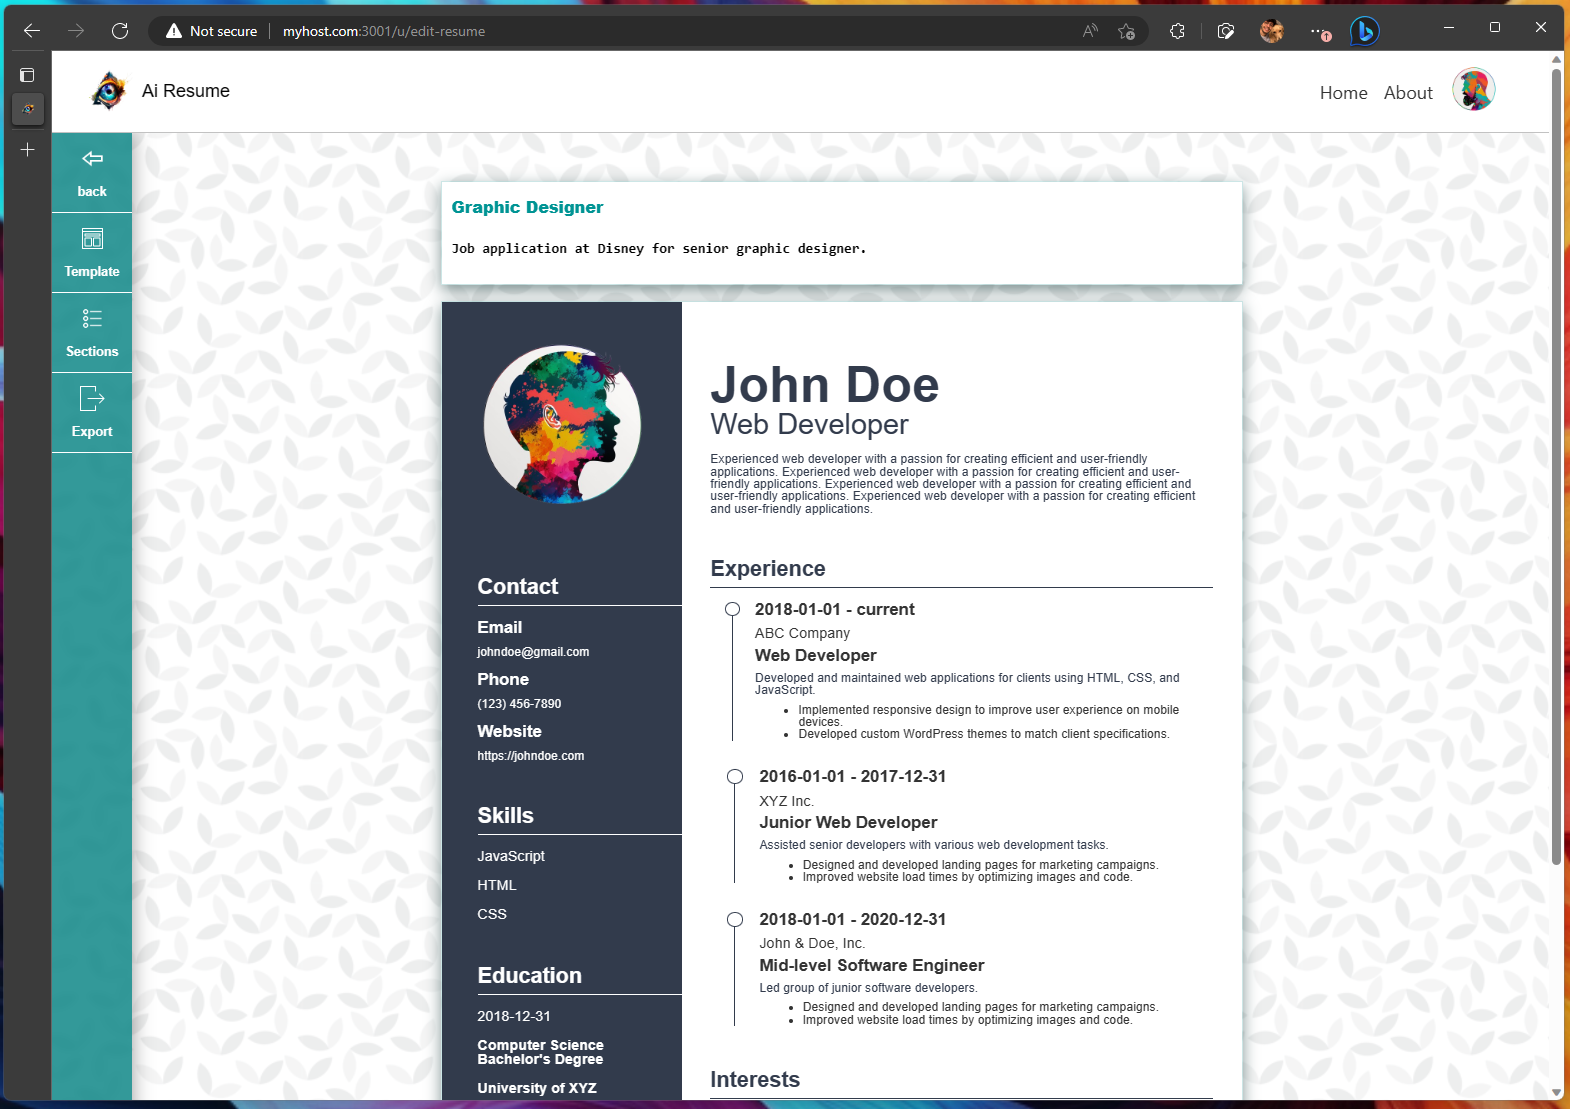 Not secure
myhost.com:3001/u/edit-resume
Ai Resume
Home
About
back
Template
Sections
Export
Graphic Designer
Job application at Disney for senior graphic designer.
Contact
Email
johndoe@gmail.com
Phone
(123) 456-7890
Website
https://johndoe.com
Skills
JavaScript
HTML
CSS
Education
2018-12-31
Computer Science
Bachelor's Degree
University of XYZ
John Doe
Web Developer
Experienced web developer with a passion for creating efficient and user-friendly
applications. Experienced web developer with a passion for creating efficient and user-
friendly applications. Experienced web developer with a passion for creating efficient and
user-friendly applications. Experienced web developer with a passion for creating efficient
and user-friendly applications.
Experience
2018-01-01 - current
ABC Company
Web Developer
Developed and maintained web applications for clients using HTML, CSS, and
JavaScript.
• Implemented responsive design to improve user experience on mobile
devices.
• Developed custom WordPress themes to match client specifications.
2016-01-01 - 2017-12-31
XYZ Inc.
Junior Web Developer
Assisted senior developers with various web development tasks.
• Designed and developed landing pages for marketing campaigns.
• Improved website load times by optimizing images and code.
2018-01-01 - 2020-12-31
John & Doe, Inc.
Mid-level Software Engineer
Led group of junior software developers.
• Designed and developed landing pages for marketing campaigns.
• Improved website load times by optimizing images and code.
Interests